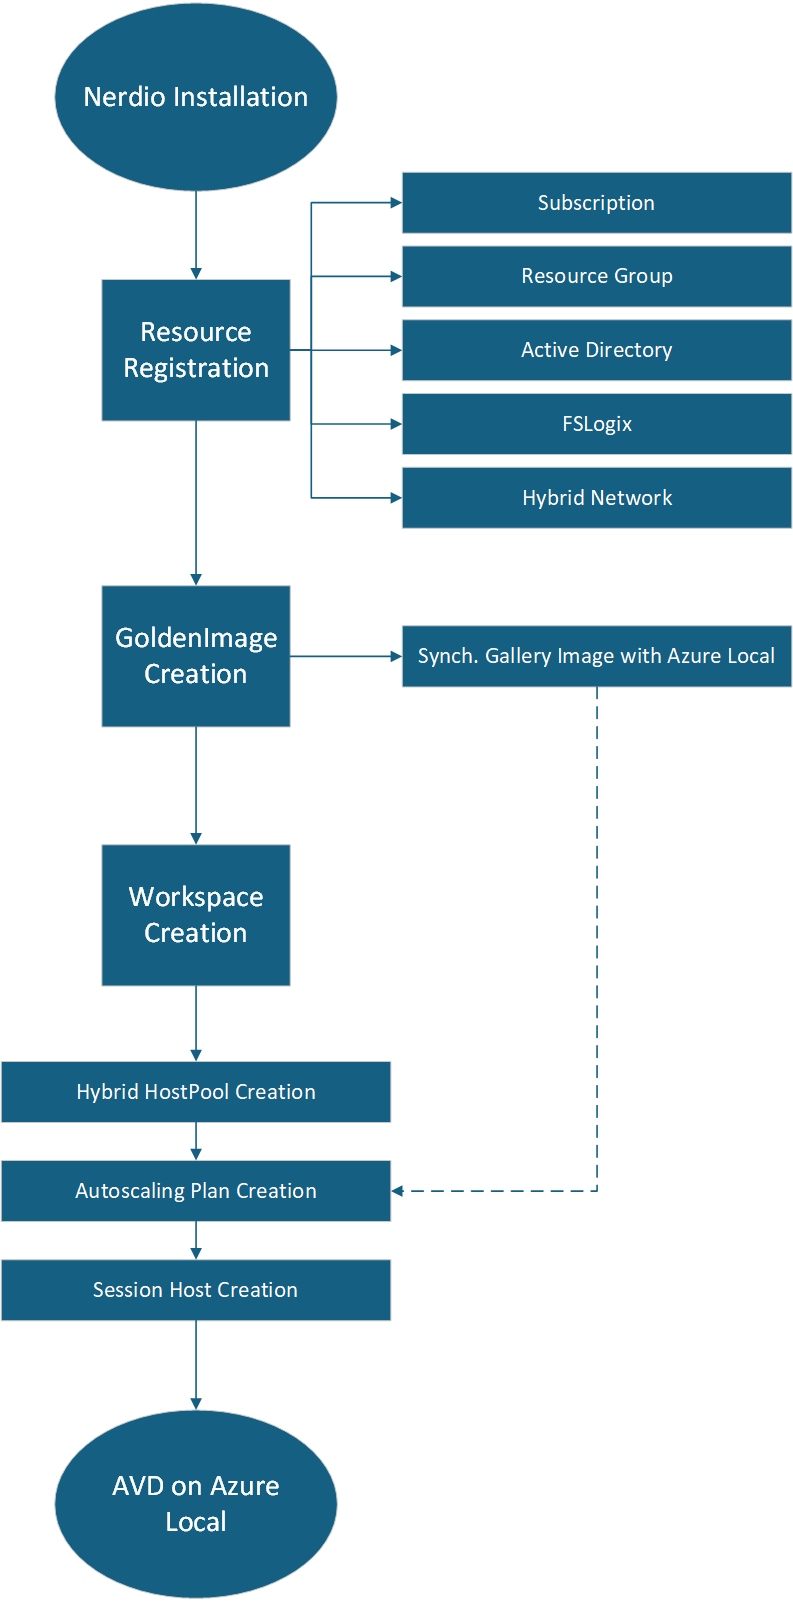 Nerdio Installation
Subscription
Resource Group
Resource
Registration
Active Directory
FSLogix
Hybrid Network
GoldenImage
Creation
Synch. Gallery Image with Azure Local
Workspace
Creation
Hybrid HostPool Creation
Autoscaling Plan Creation
Session Host Creation
AVD on Azure
Local